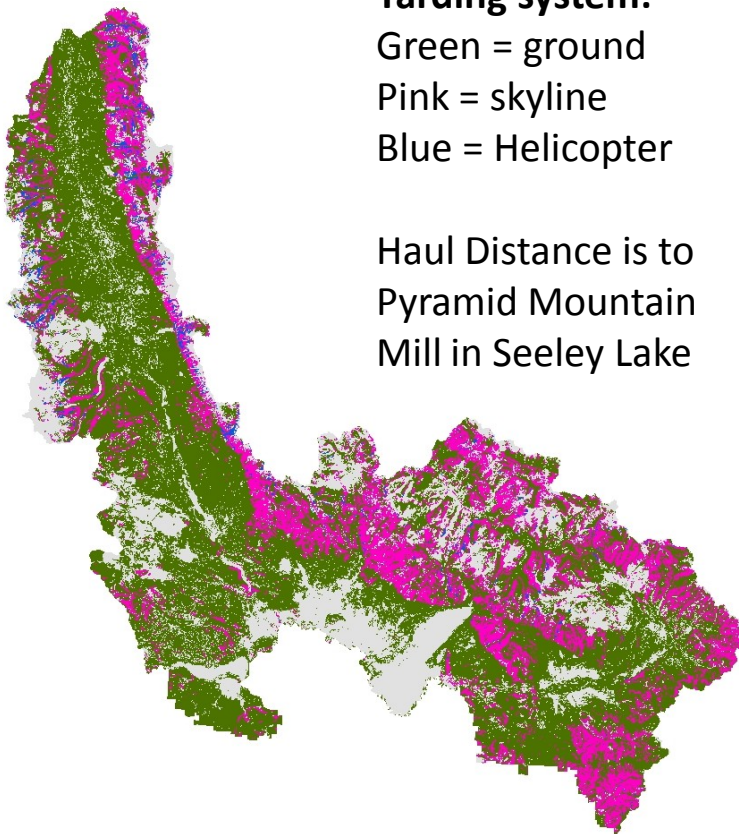 Yarding system:
Green = ground
Pink = skyline
Blue = Helicopter
Haul Distance is to
Pyramid Mountain
Mill in Seeley Lake